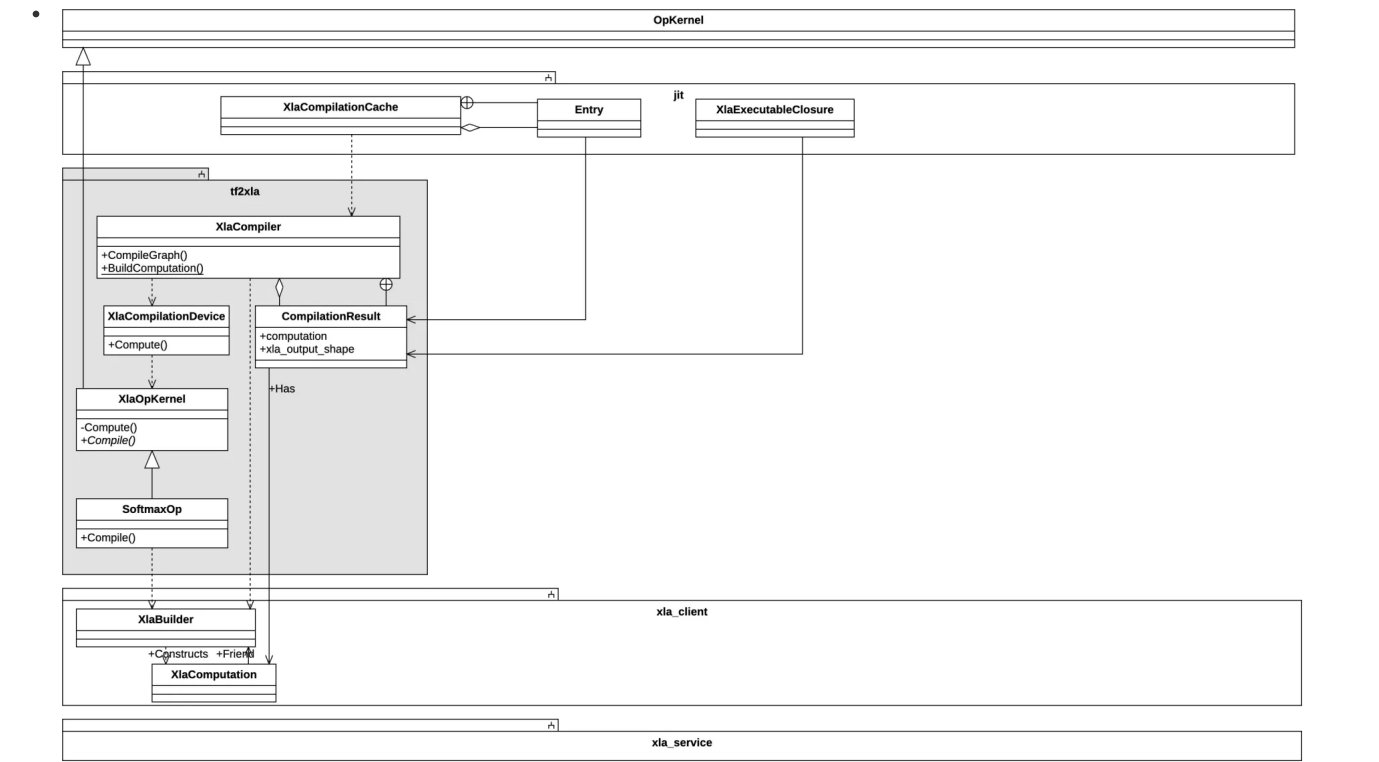 OpKernel
jit
XlaCompilationCache
Entry
XlaExecutableClosure
tf2xla
XlaCompiler
+CompileGraph()
+BuildComputation()
XlaCompilationDevice
+Compute()
CompilationResult
+computation
+xla_output_shape
+Has
XlaOpKernel
-Compute()
+Compile()
SoftmaxOp
+Compile()
xla_client
XlaBuilder
+Constructs +Friend
XlaComputation
xla_service